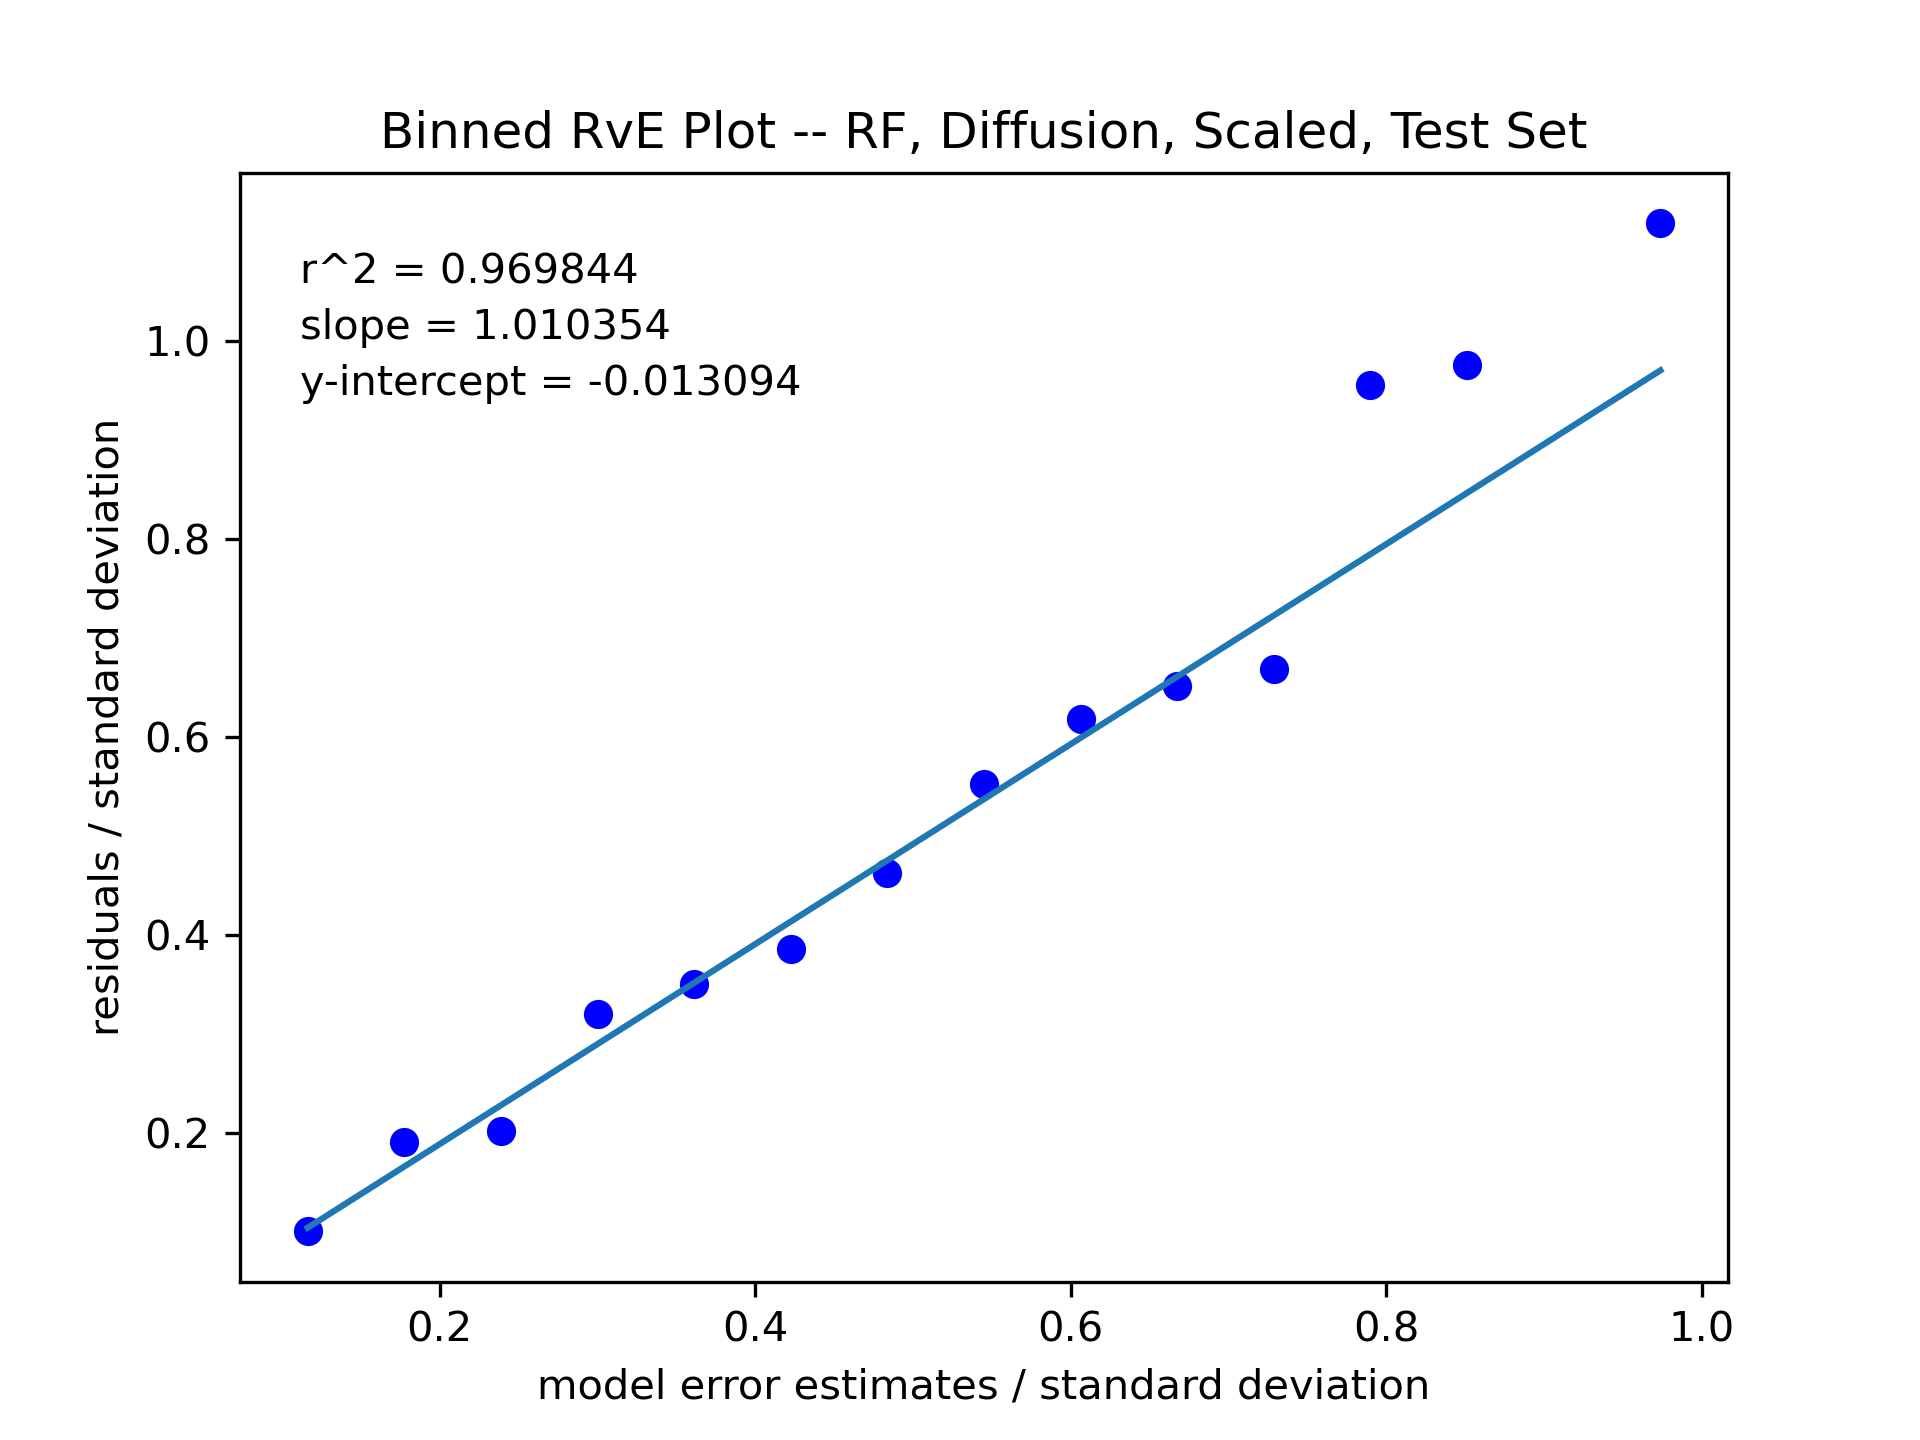 Binned RvE Plot -- RF, Diffusion, Scaled, Test Set
r^2 = 0.969844
slope = 1.010354
y-intercept = -0.013094
residuals / standard deviation
1.0
0.8
0.6
0.4
0.2
0.2 0.4 0.6 0.8 1.0
model error estimates / standard deviation